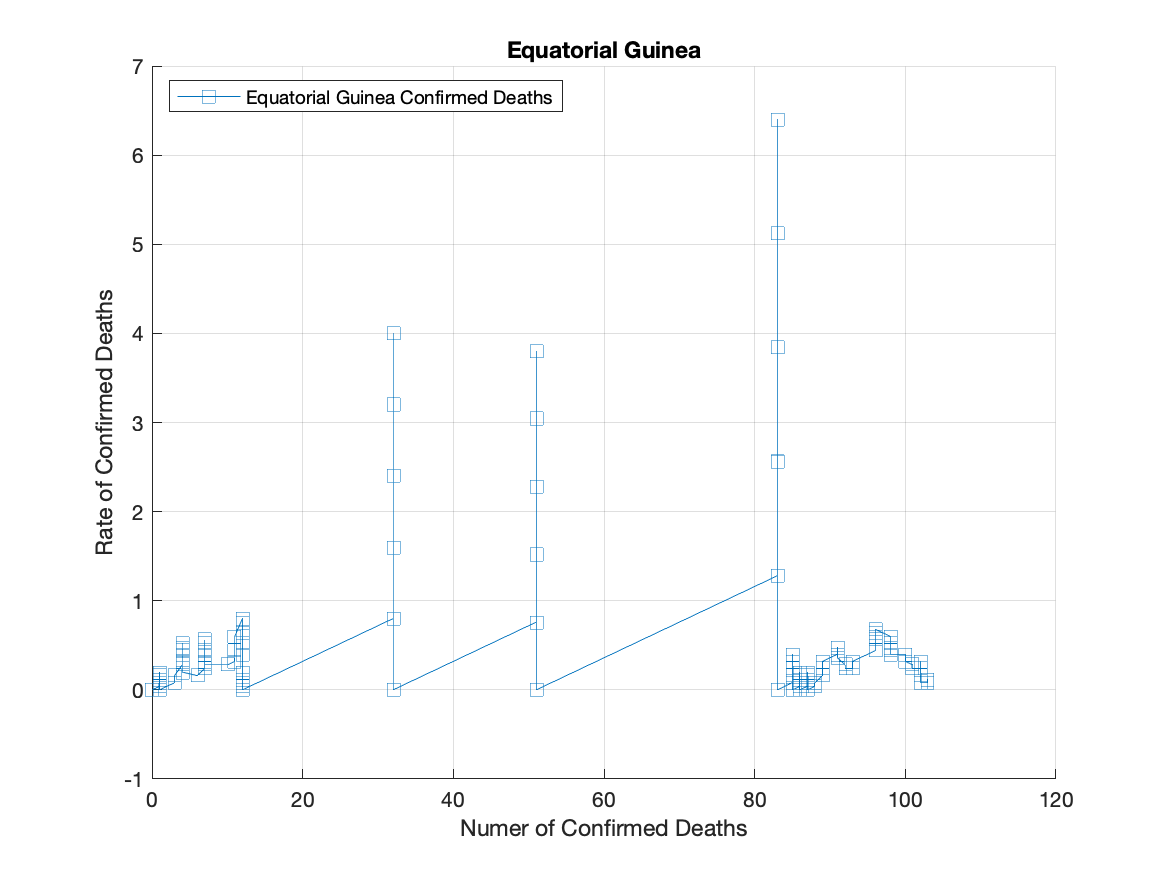 Equatorial Guinea
7
Equatorial Guinea Confirmed Deaths
6
5
4
3
2
1
0
-1
Rate of Confirmed Deaths
0 20 40 60 80 100 120
Numer of Confirmed Deaths